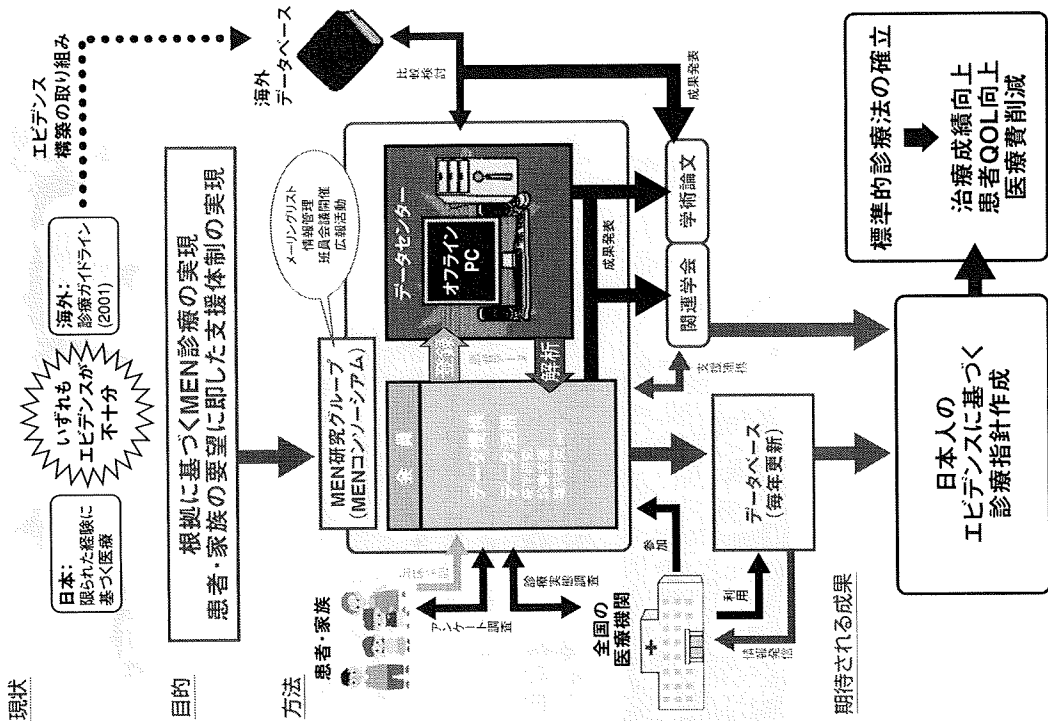 現状
日本：
限られた経験に
基づく医療
いずれも
エビデンスが
不十分
海外：
診療ガイドライン
(2001)
エビデンス
構築の取り組み
目的
根拠に基づくMEN診療の実現
患者・家族の要望に即した支援体制の実現
方法
患者・家族
アンケート調査
診療実態調査
全国の
医療機関
参加
利用
情報発信
MEN研究グループ
(MENコンソーシアム)
メーリングリスト
情報管理
班員会議開催
広報活動
会員
解析
データセンター
オフライン
PC
海外
データベース
比較検討
成果発表
成果発表
関連学会
学術論文
支援連携
データベース
(毎年更新)
期待される成果
日本人の
エビデンスに基づく
診療指針作成
標準的診療法の確立
治療成績向上
患者QOL向上
医療費削減